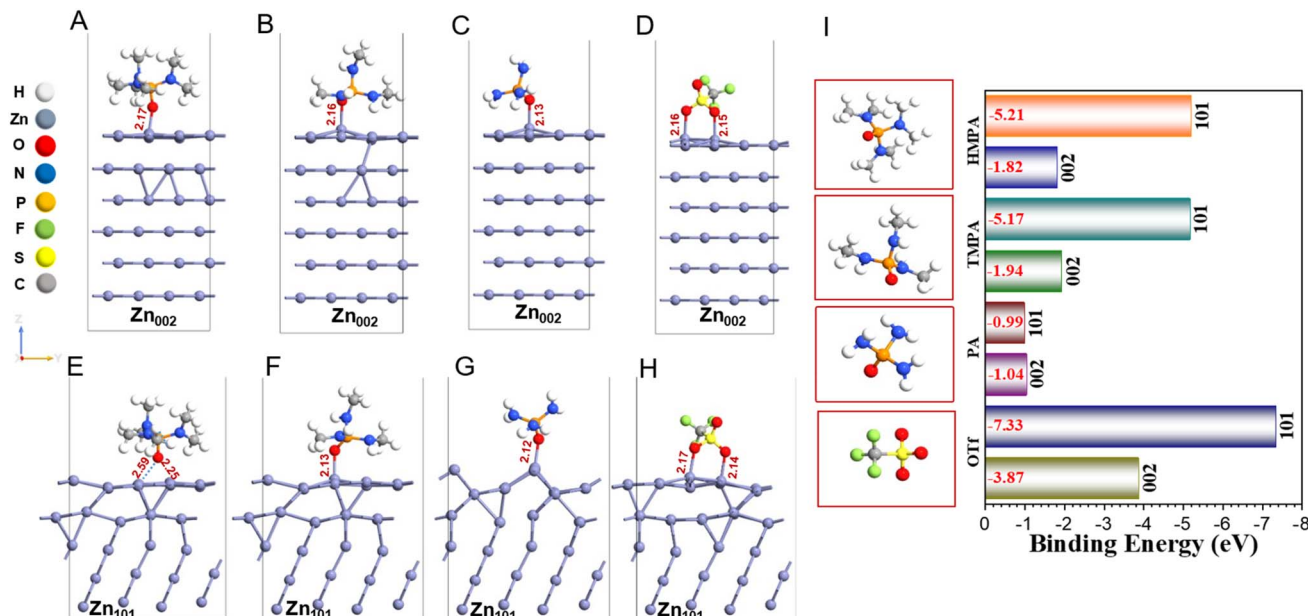 A
B
C
D
I
H
Zn
O
N
P
F
S
C
Z
X
Y
2.17
2.16
2.13
2.16
2.15
Zn002
Zn002
Zn002
Zn002
E
F
G
H
2.59
2.25
2.13
2.12
2.17
2.14
Zn101
Zn101
Zn101
Zn101
HMPA
-5.21
101
-1.82
002
TMPA
-5.17
101
-1.94
002
PA
-0.99
101
-1.04
002
OTf
-7.33
101
-3.87
002
0 -1 -2 -3 -4 -5 -6 -7 -8
Binding Energy (eV)